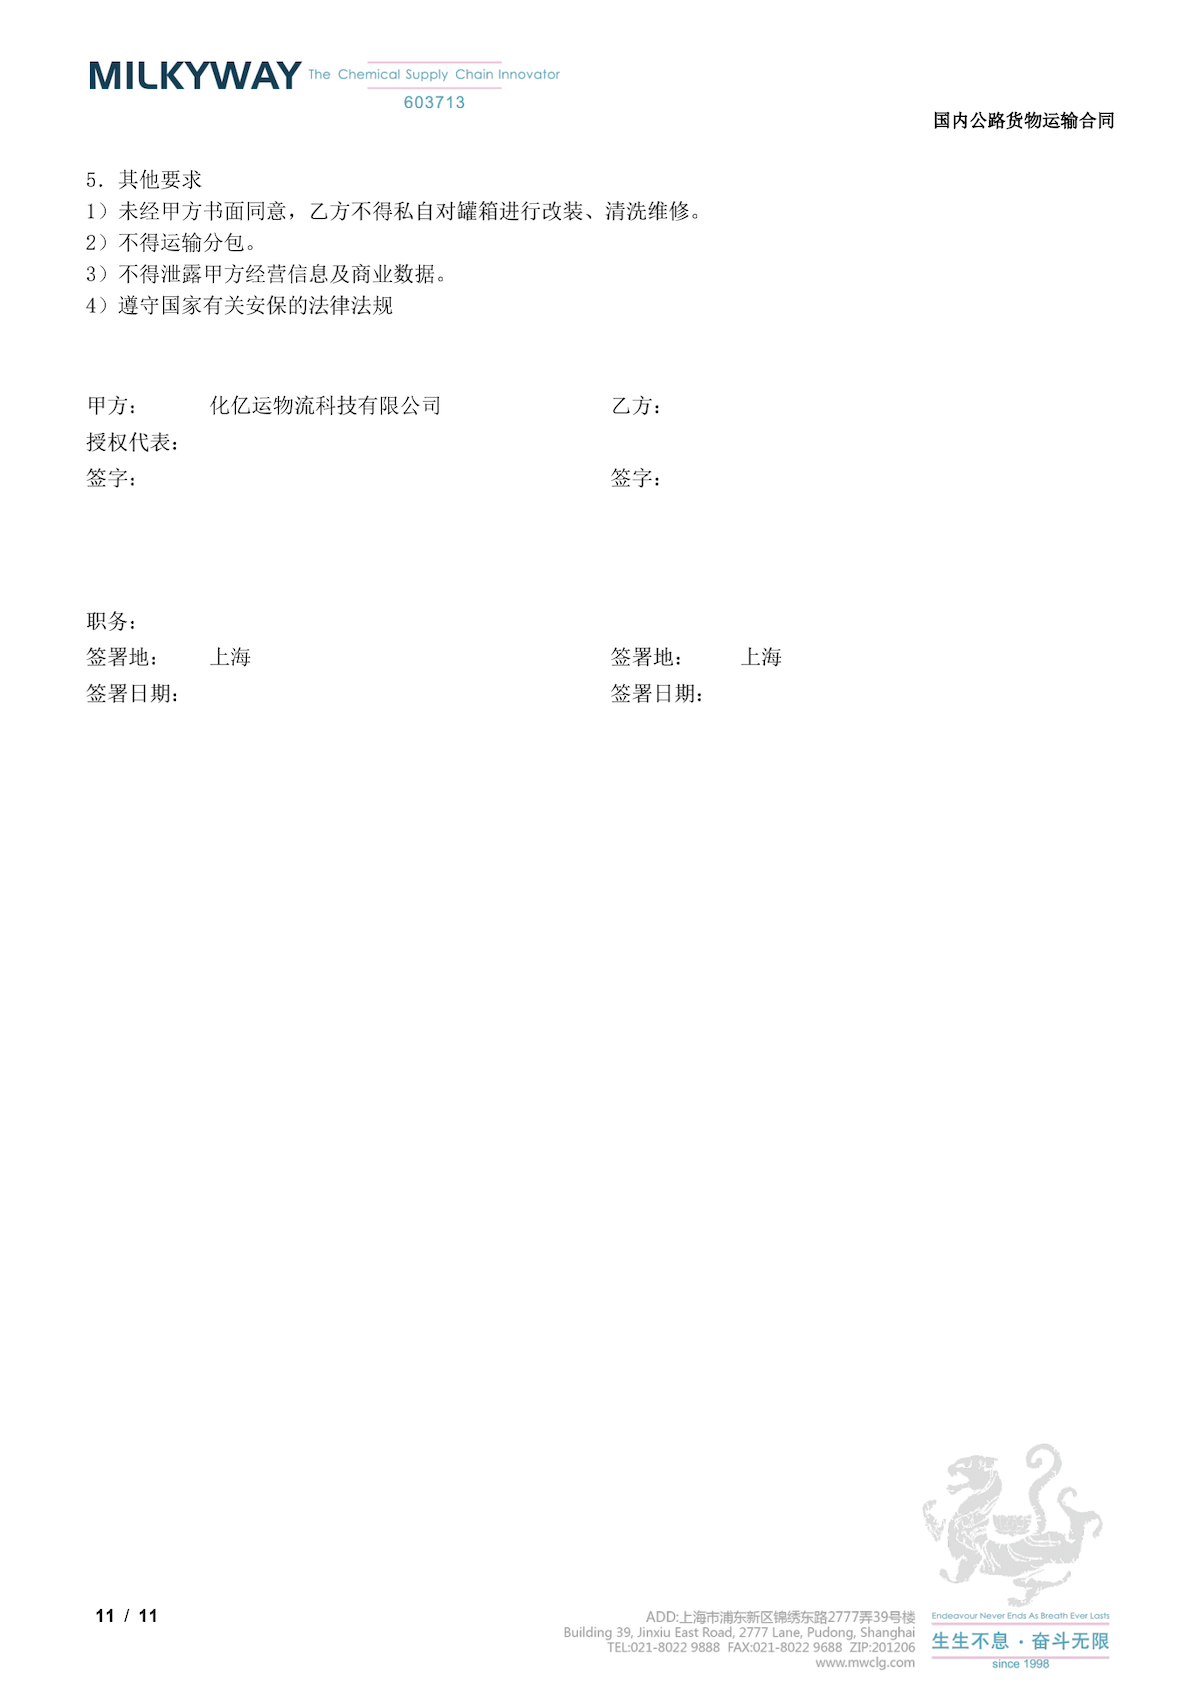 MILKYWAY The Chemical Supply Chain Innovator
603713
国内公路货物运输合同
5. 其他要求
1）未经甲方书面同意，乙方不得私自对罐箱进行改装、清洗维修。
2）不得运输分包。
3）不得泄露甲方经营信息及商业数据。
4）遵守国家有关安保的法律法规
甲方： 化亿运物流科技有限公司 乙方：
授权代表：
签字： 签字：
职务：
签署地： 上海 签署地： 上海
签署日期： 签署日期：
11 / 11
ADD:上海市浦东新区锦绣东路2777弄39号楼
Building 39, Jinxiu East Road, 2777 Lane, Pudong, Shanghai
TEL:021-8022 9888 FAX:021-8022 9688 ZIP:201206
www.mwclg.com
Endeavour Never Ends As Breath Ever Lasts
生生不息·奋斗无限
since 1998